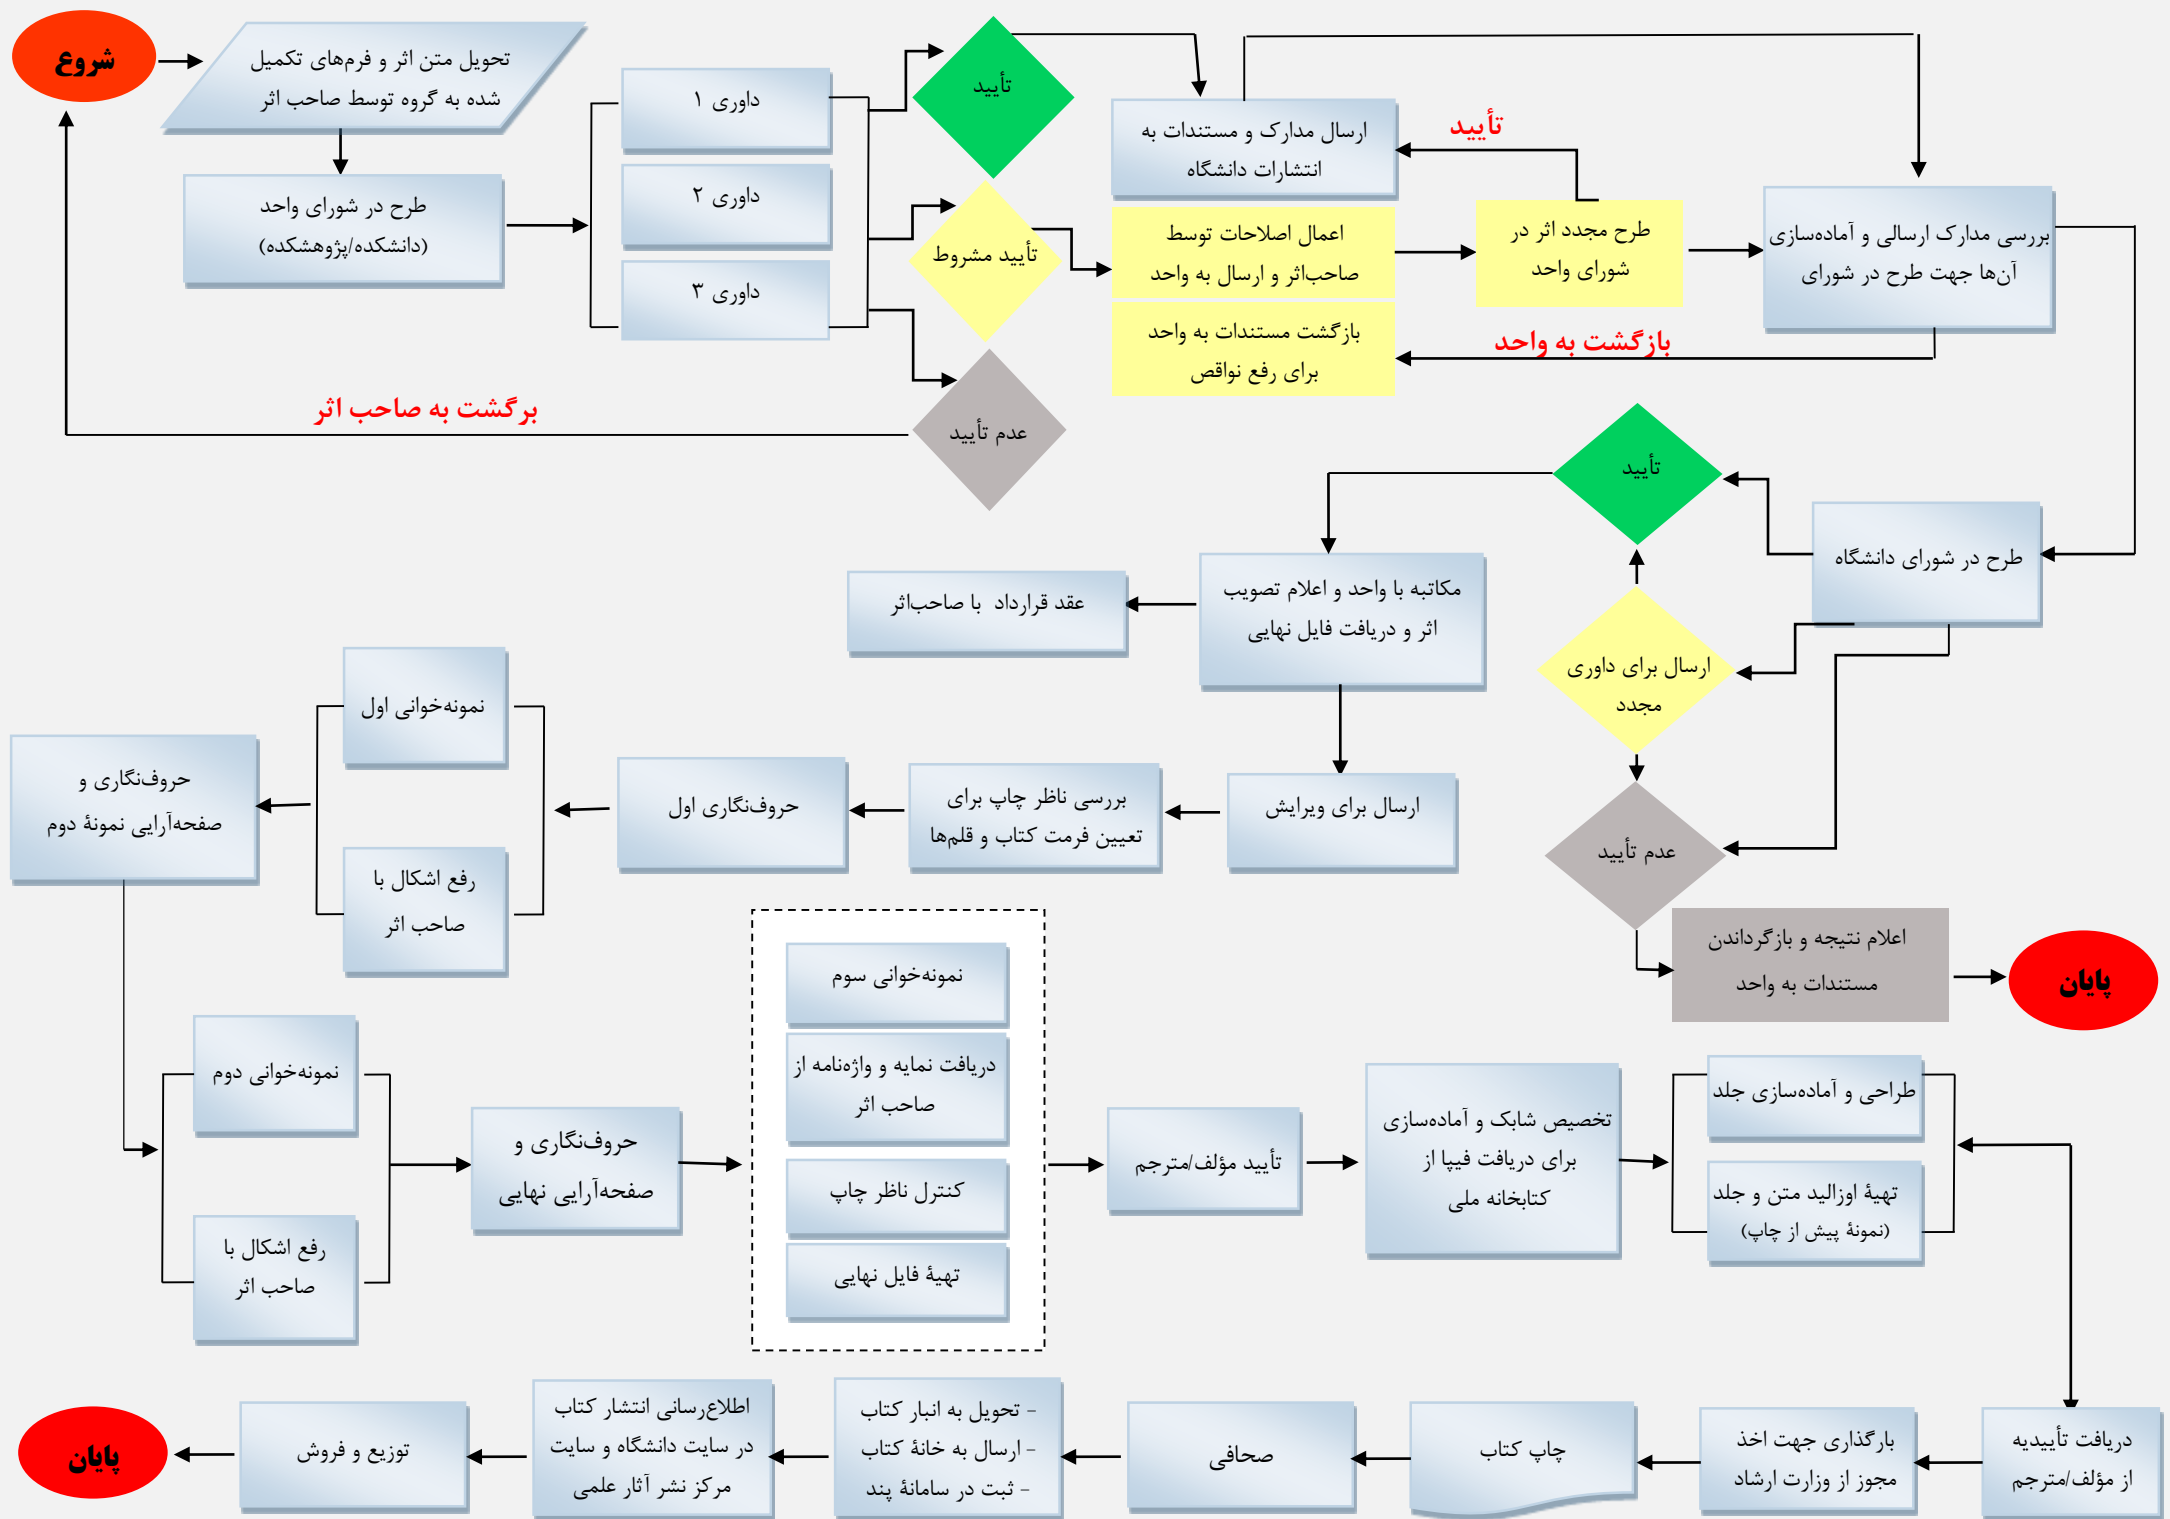 شروع
تحویل متن اثر و فرم‌های تکمیل
شده به گروه توسط صاحب اثر
طرح در شورای واحد
(دانشکده/پژوهشکده)
داوری ۱
داوری ۲
داوری ۳
تأیید
تأیید مشروط
عدم تأیید
برگشت به صاحب اثر
ارسال مدارک و مستندات به
انتشارات دانشگاه
تأیید
اعمال اصلاحات توسط
صاحب‌اثر و ارسال به واحد
طرح مجدد اثر در
شورای واحد
بازگشت مستندات به واحد
برای رفع نواقص
بازگشت به واحد
بررسی مدارک ارسالی و آماده‌سازی
آن‌ها جهت طرح در شورای
طرح در شورای دانشگاه
تأیید
ارسال برای داوری
مجدد
عدم تأیید
اعلام نتیجه و بازگرداندن
مستندات به واحد
پایان
مکاتبه با واحد و اعلام تصویب
اثر و دریافت فایل نهایی
عقد قرارداد با صاحب‌اثر
ارسال برای ویرایش
بررسی ناظر چاپ برای
تعیین فرمت کتاب و قلم‌ها
حروف‌نگاری اول
نمونه‌خوانی اول
رفع اشکال با
صاحب اثر
حروف‌نگاری و
صفحه‌آرایی نمونهٔ دوم
نمونه‌خوانی دوم
رفع اشکال با
صاحب اثر
حروف‌نگاری و
صفحه‌آرایی نهایی
نمونه‌خوانی سوم
دریافت نمایه و واژه‌نامه از
صاحب اثر
کنترل ناظر چاپ
تهیهٔ فایل نهایی
تأیید مؤلف/مترجم
تخصیص شابک و آماده‌سازی
برای دریافت فیپا از
کتابخانه ملی
طراحی و آماده‌سازی جلد
تهیهٔ اوزالید متن و جلد
(نمونهٔ پیش از چاپ)
دریافت تأییدیه
از مؤلف/مترجم
بارگذاری جهت اخذ
مجوز از وزارت ارشاد
چاپ کتاب
صحافی
- تحویل به انبار کتاب
- ارسال به خانهٔ کتاب
- ثبت در سامانهٔ پند
اطلاع‌رسانی انتشار کتاب
در سایت دانشگاه و سایت
مرکز نشر آثار علمی
توزیع و فروش
پایان